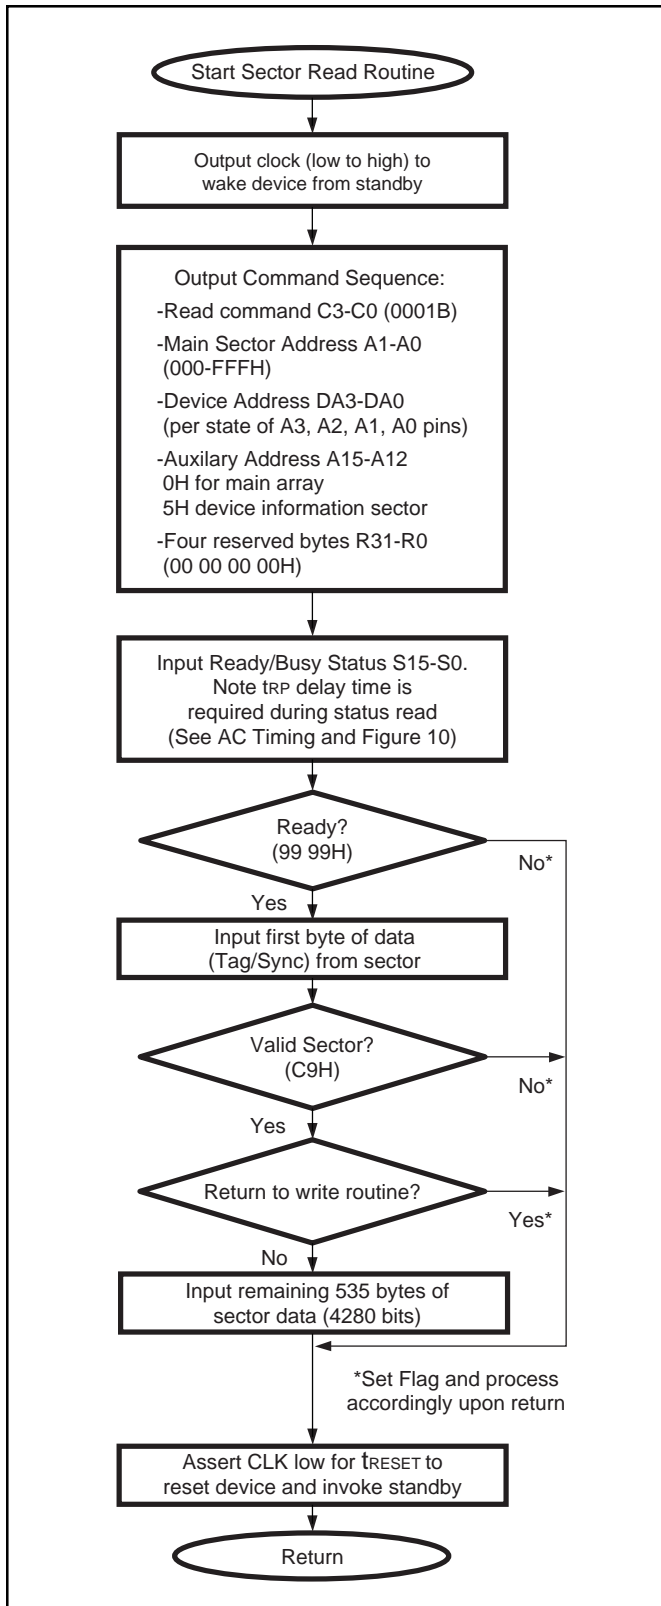 Start Sector Read Routine
Output clock (low to high) to
wake device from standby
Output Command Sequence:
-Read command C3-C0 (0001B)
-Main Sector Address A1-A0
(000-FFFH)
-Device Address DA3-DA0
(per state of A3, A2, A1, A0 pins)
-Auxilary Address A15-A12
0H for main array
5H device information sector
-Four reserved bytes R31-R0
(00 00 00 00H)
Input Ready/Busy Status S15-S0.
Note tRP delay time is
required during status read
(See AC Timing and Figure 10)
Ready?
(99 99H)
No*
Yes
Input first byte of data
(Tag/Sync) from sector
Valid Sector?
(C9H)
No*
Yes
Return to write routine?
Yes*
No
Input remaining 535 bytes of
sector data (4280 bits)
*Set Flag and process
accordingly upon return
Assert CLK low for tRESET to
reset device and invoke standby
Return